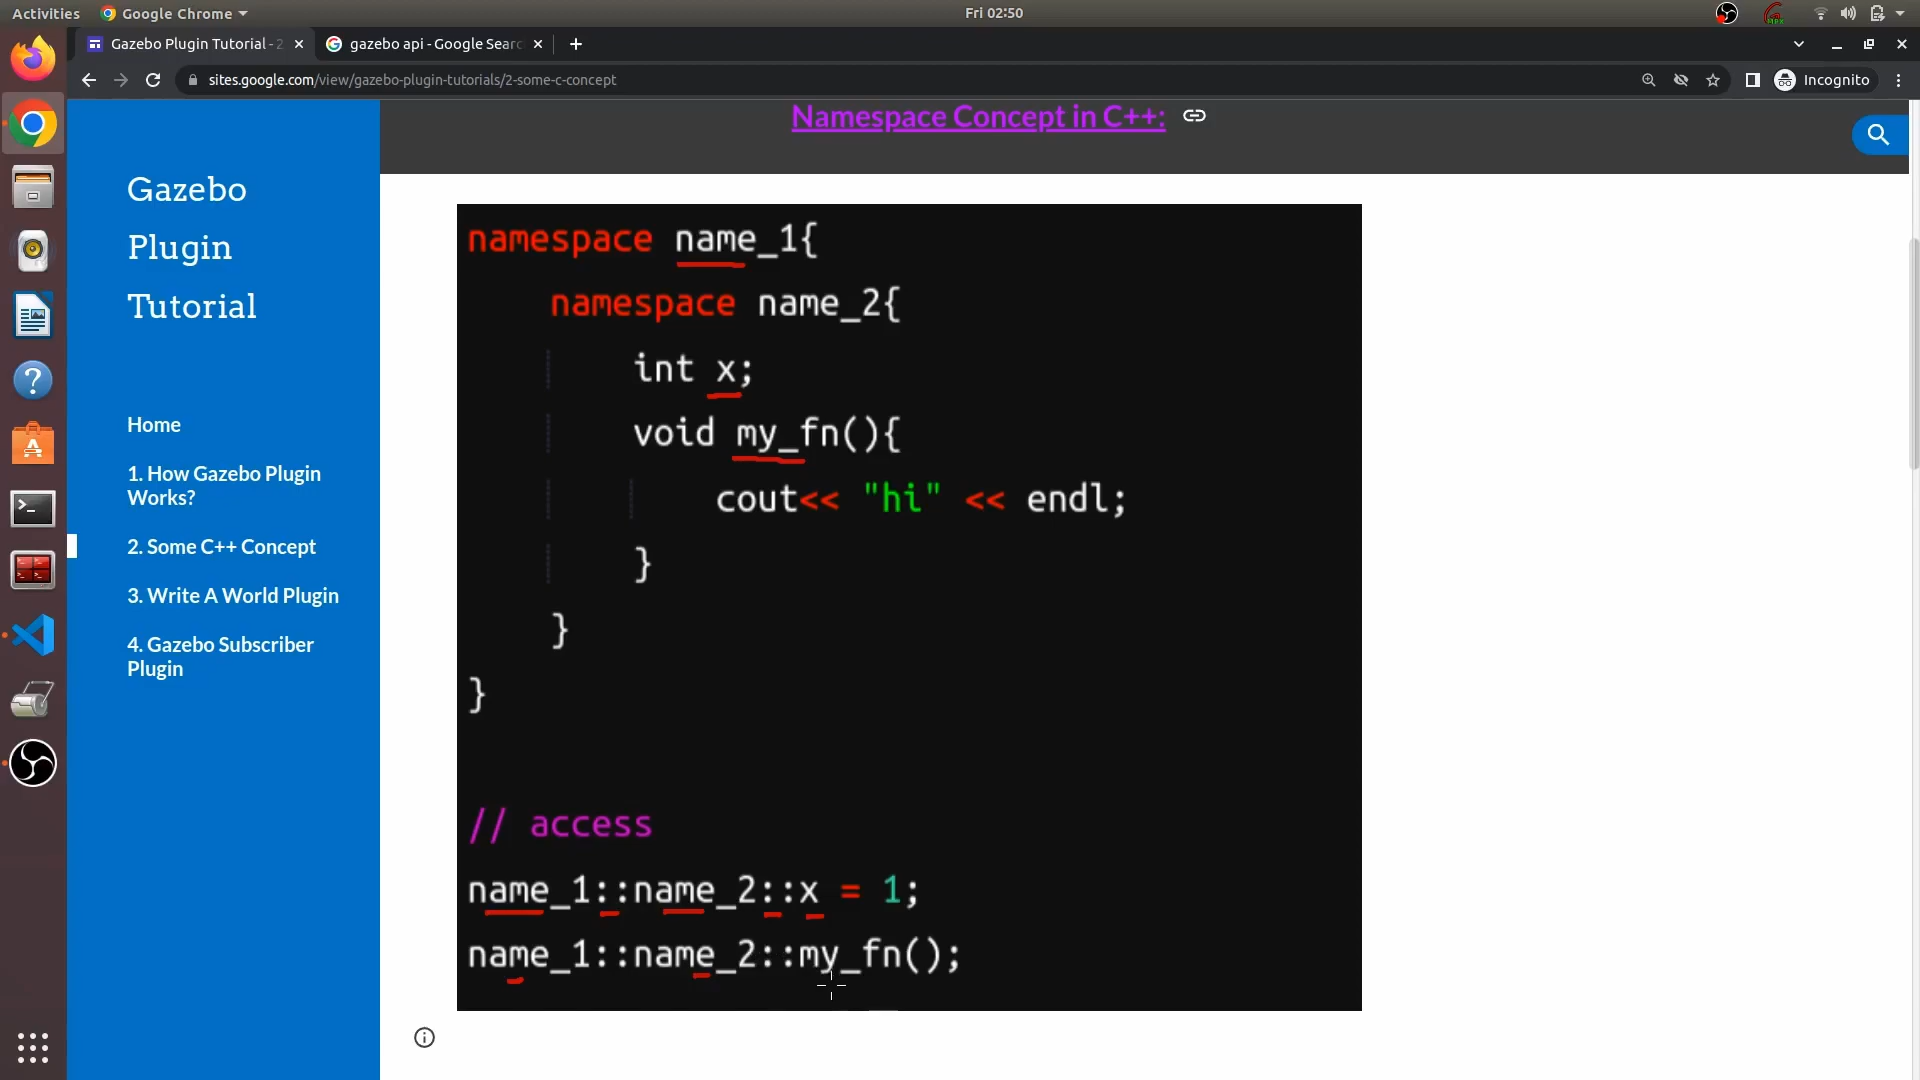 Activities
Google Chrome
Fri 02:50
Gazebo Plugin Tutorial - 2
gazebo api - Google Searc
sites.google.com/view/gazebo-plugin-tutorials/2-some-c-concept
Incognito
Gazebo
Plugin
Tutorial
Home
1. How Gazebo Plugin
Works?
2. Some C++ Concept
3. Write A World Plugin
4. Gazebo Subscriber
Plugin
Namespace Concept in C++:
namespace name_1{
namespace name_2{
int x;
void my_fn(){
cout<< "hi" << endl;
}
}
}
// access
name_1::name_2::x = 1;
name_1::name_2::my_fn();